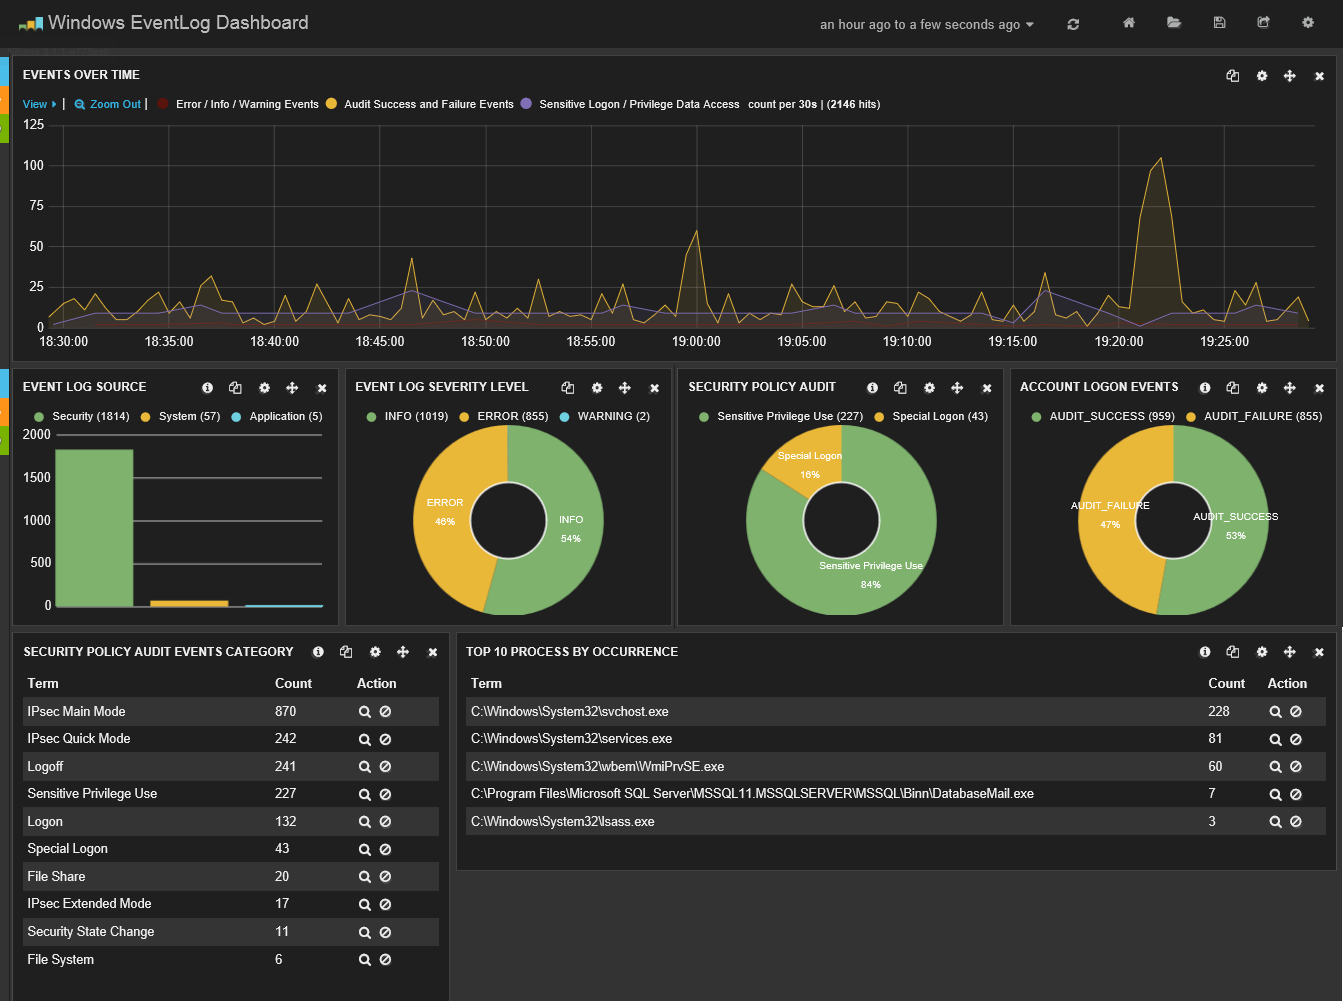 Windows EventLog Dashboard
an hour ago to a few seconds ago
EVENTS OVER TIME
View | Zoom Out | Error / Info / Warning Events Audit Success and Failure Events Sensitive Logon / Privilege Data Access count per 30s | (2146 hits)
125
100
75
50
25
0
18:30:00 18:35:00 18:40:00 18:45:00 18:50:00 18:55:00 19:00:00 19:05:00 19:10:00 19:15:00 19:20:00 19:25:00
EVENT LOG SOURCE
Security (1814) System (57) Application (5)
2000
1500
1000
500
0
EVENT LOG SEVERITY LEVEL
INFO (1019) ERROR (855) WARNING (2)
ERROR
46%
INFO
54%
SECURITY POLICY AUDIT
Sensitive Privilege Use (227) Special Logon (43)
Special Logon
16%
Sensitive Privilege Use
84%
ACCOUNT LOGON EVENTS
AUDIT_SUCCESS (959) AUDIT_FAILURE (855)
AUDIT_FAILURE
47%
AUDIT_SUCCESS
53%
SECURITY POLICY AUDIT EVENTS CATEGORY
Term Count Action
IPsec Main Mode 870
IPsec Quick Mode 242
Logoff 241
Sensitive Privilege Use 227
Logon 132
Special Logon 43
File Share 20
IPsec Extended Mode 17
Security State Change 11
File System 6
TOP 10 PROCESS BY OCCURRENCE
Term Count Action
C:\Windows\System32\svchost.exe 228
C:\Windows\System32\services.exe 81
C:\Windows\System32\wbem\WmiPrvSE.exe 60
C:\Program Files\Microsoft SQL Server\MSSQL11.MSSQLSERVER\MSSQL\Binn\DatabaseMail.exe 7
C:\Windows\System32\lsass.exe 3